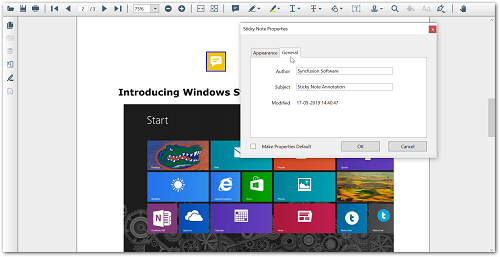 2 / 3
75%
Sticky Note Properties
Appearance
General
Author
Syncfusion Software
Subject
Sticky Note Annotation
Modified
17-05-2019 14:40:47
Make Properties Default
OK
Cancel
Introducing Windows S
Start